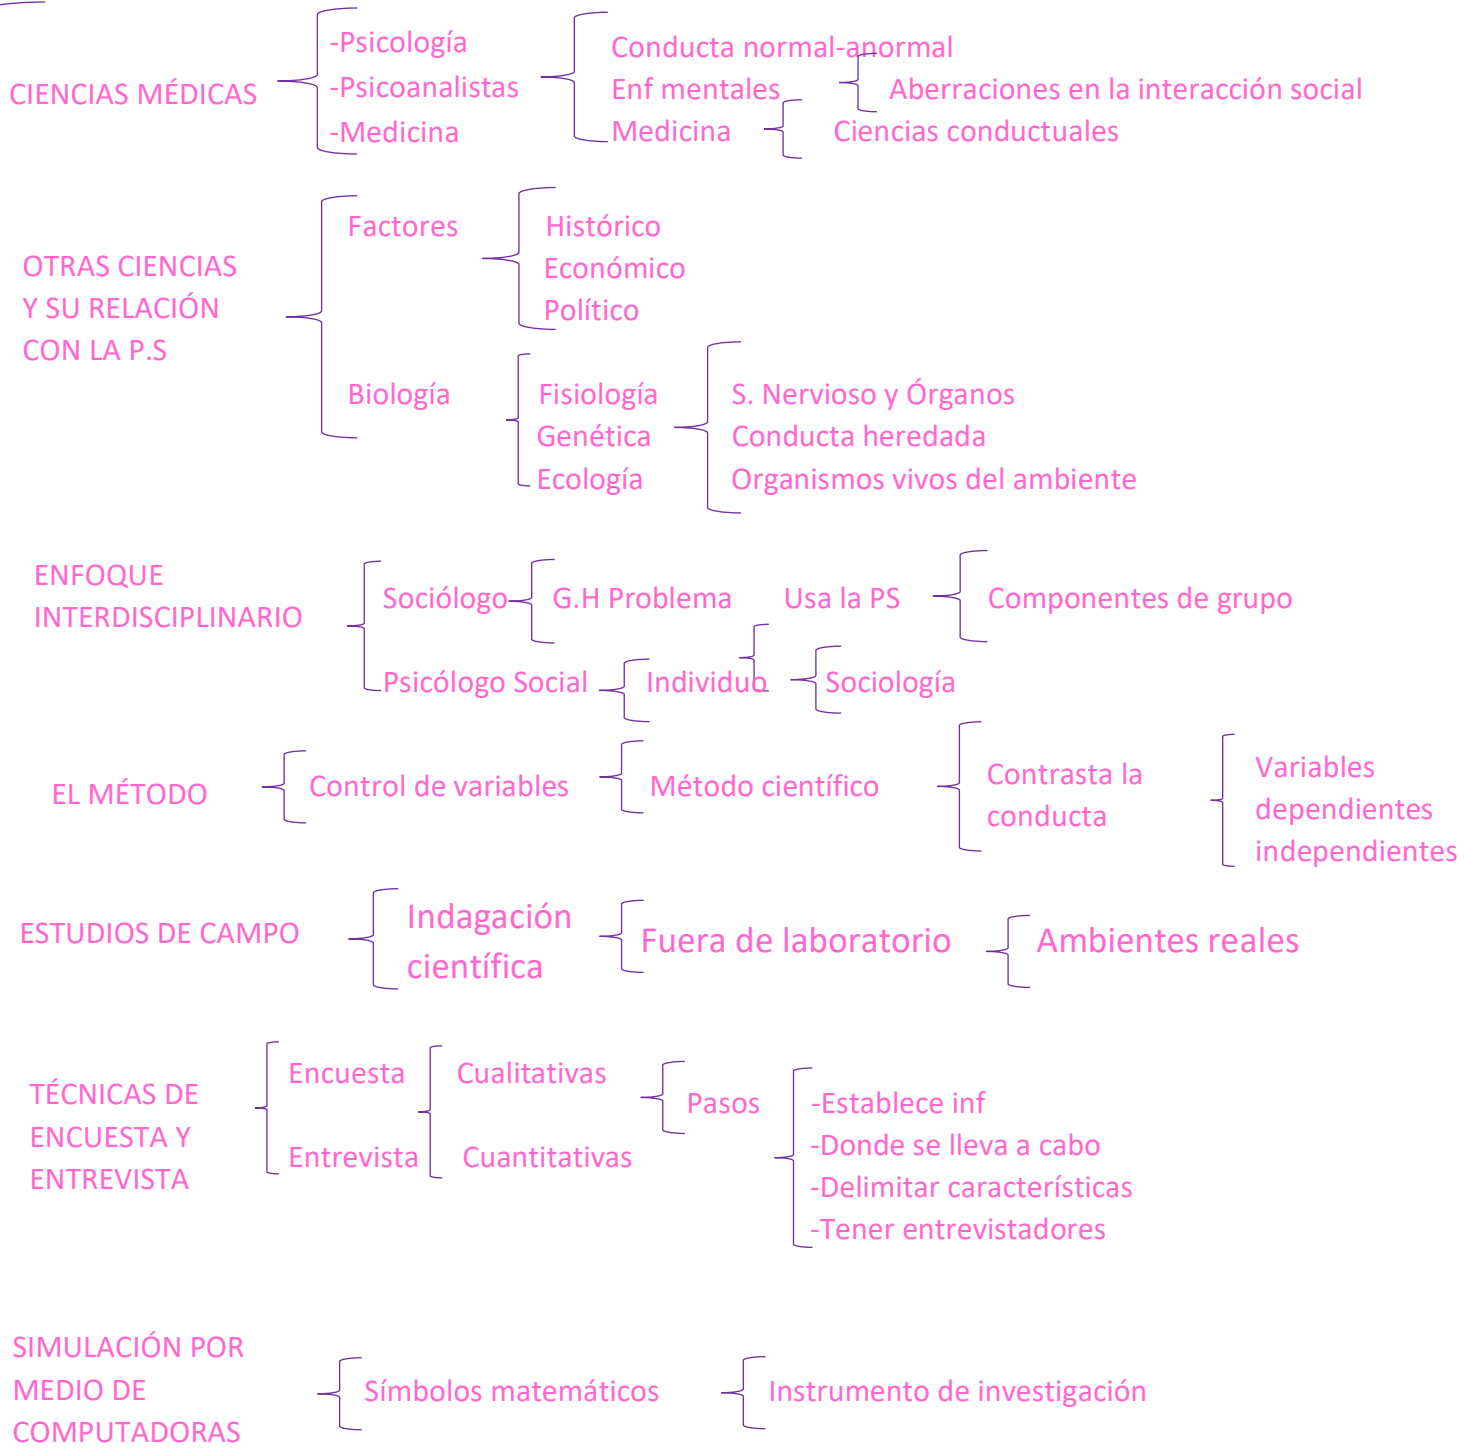 CIENCIAS MÉDICAS
-Psicología
-Psicoanalistas
-Medicina
Conducta normal-anormal
Enf mentales
Medicina
Aberraciones en la interacción social
Ciencias conductuales
OTRAS CIENCIAS
Y SU RELACIÓN
CON LA P.S
Factores
Histórico
Económico
Político
Biología
Fisiología
Genética
Ecología
S. Nervioso y Órganos
Conducta heredada
Organismos vivos del ambiente
ENFOQUE
INTERDISCIPLINARIO
Sociólogo
G.H Problema
Usa la PS
Componentes de grupo
Psicólogo Social
Individuo
Sociología
EL MÉTODO
Control de variables
Método científico
Contrasta la
conducta
Variables
dependientes
independientes
ESTUDIOS DE CAMPO
Indagación
científica
Fuera de laboratorio
Ambientes reales
TÉCNICAS DE
ENCUESTA Y
ENTREVISTA
Encuesta
Entrevista
Cualitativas
Cuantitativas
Pasos
-Establece inf
-Donde se lleva a cabo
-Delimitar características
-Tener entrevistadores
SIMULACIÓN POR
MEDIO DE
COMPUTADORAS
Símbolos matemáticos
Instrumento de investigación